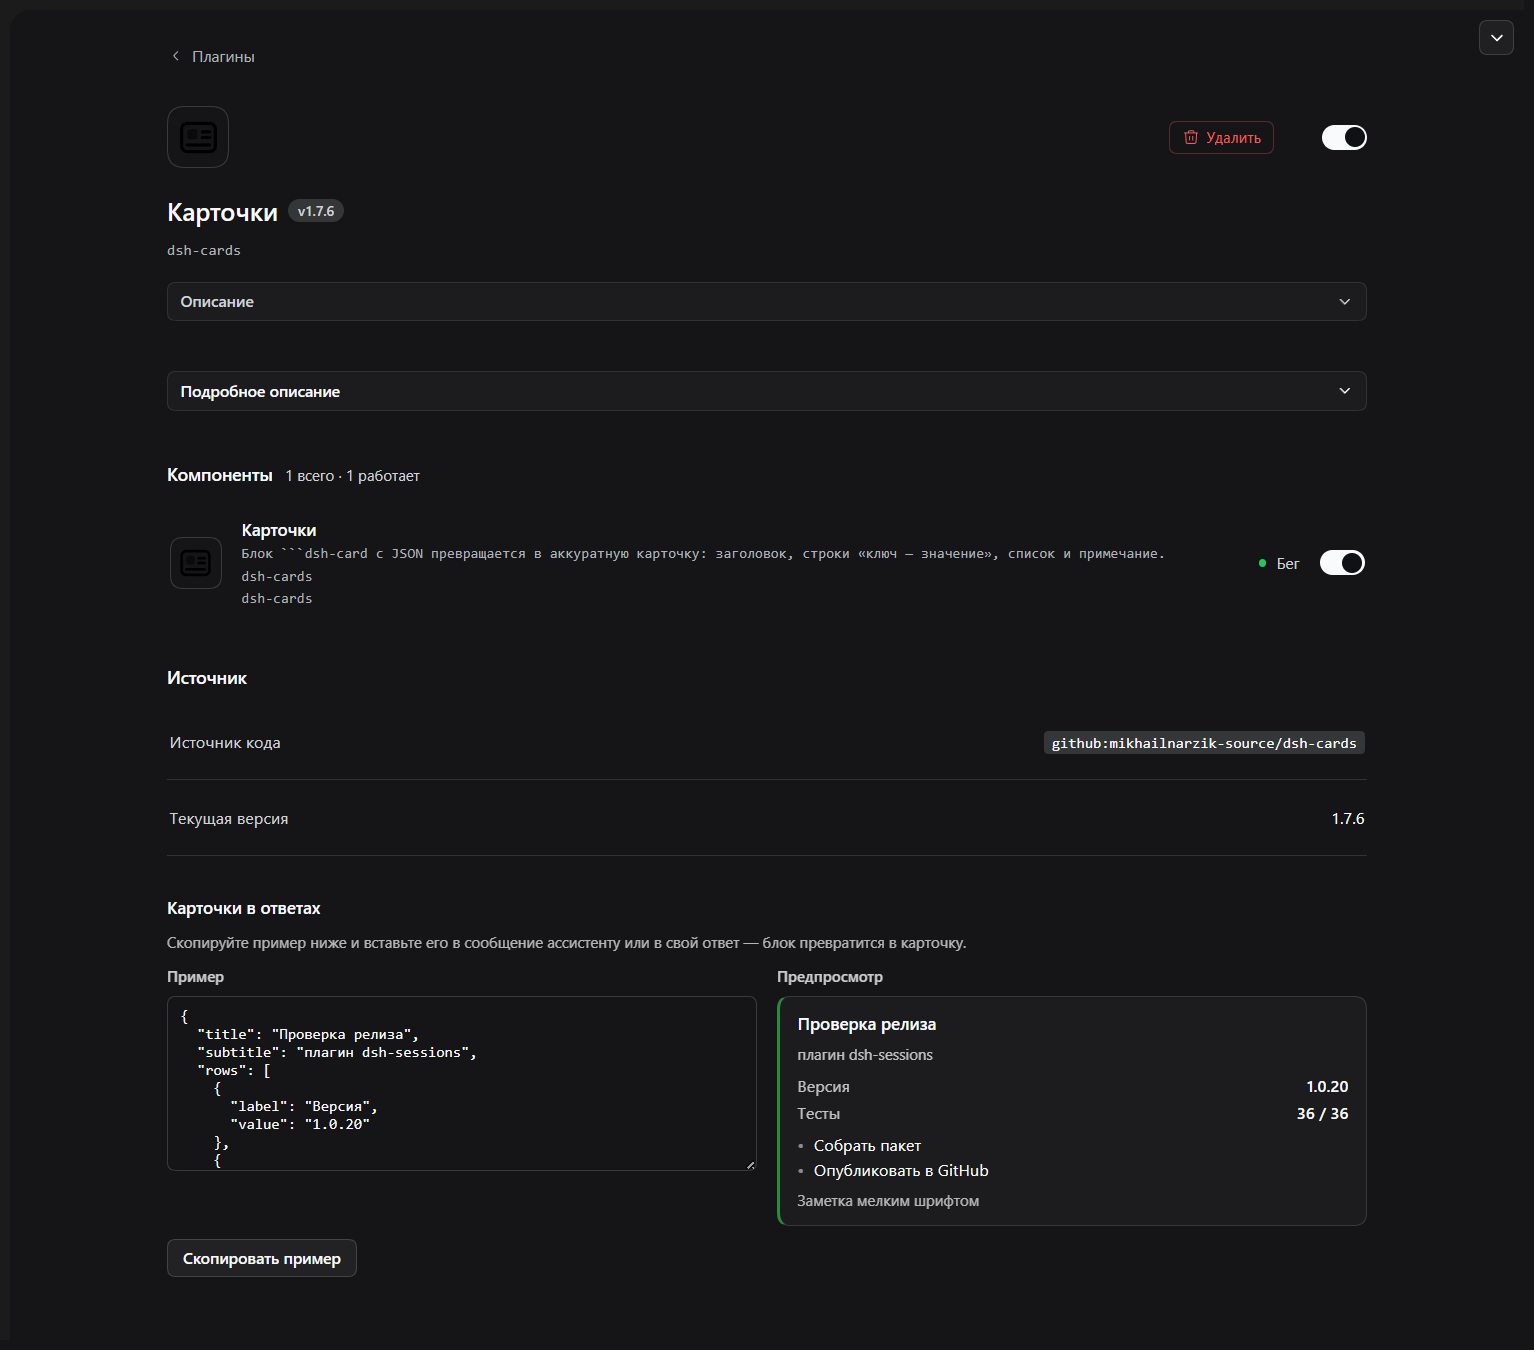 Плагины
Удалить
Карточки v1.7.6
dsh-cards
Описание
Подробное описание
Компоненты 1 всего · 1 работает
Карточки
Блок ```dsh-card с JSON превращается в аккуратную карточку: заголовок, строки «ключ — значение», список и примечание.
dsh-cards
dsh-cards
Бег
Источник
Источник кода github:mikhailnarzik-source/dsh-cards
Текущая версия 1.7.6
Карточки в ответах
Скопируйте пример ниже и вставьте его в сообщение ассистенту или в свой ответ — блок превратится в карточку.
Пример
{
  "title": "Проверка релиза",
  "subtitle": "плагин dsh-sessions",
  "rows": [
    {
      "label": "Версия",
      "value": "1.0.20"
    },
    {
Предпросмотр
Проверка релиза
плагин dsh-sessions
Версия 1.0.20
Тесты 36 / 36
• Собрать пакет
• Опубликовать в GitHub
Заметка мелким шрифтом
Скопировать пример